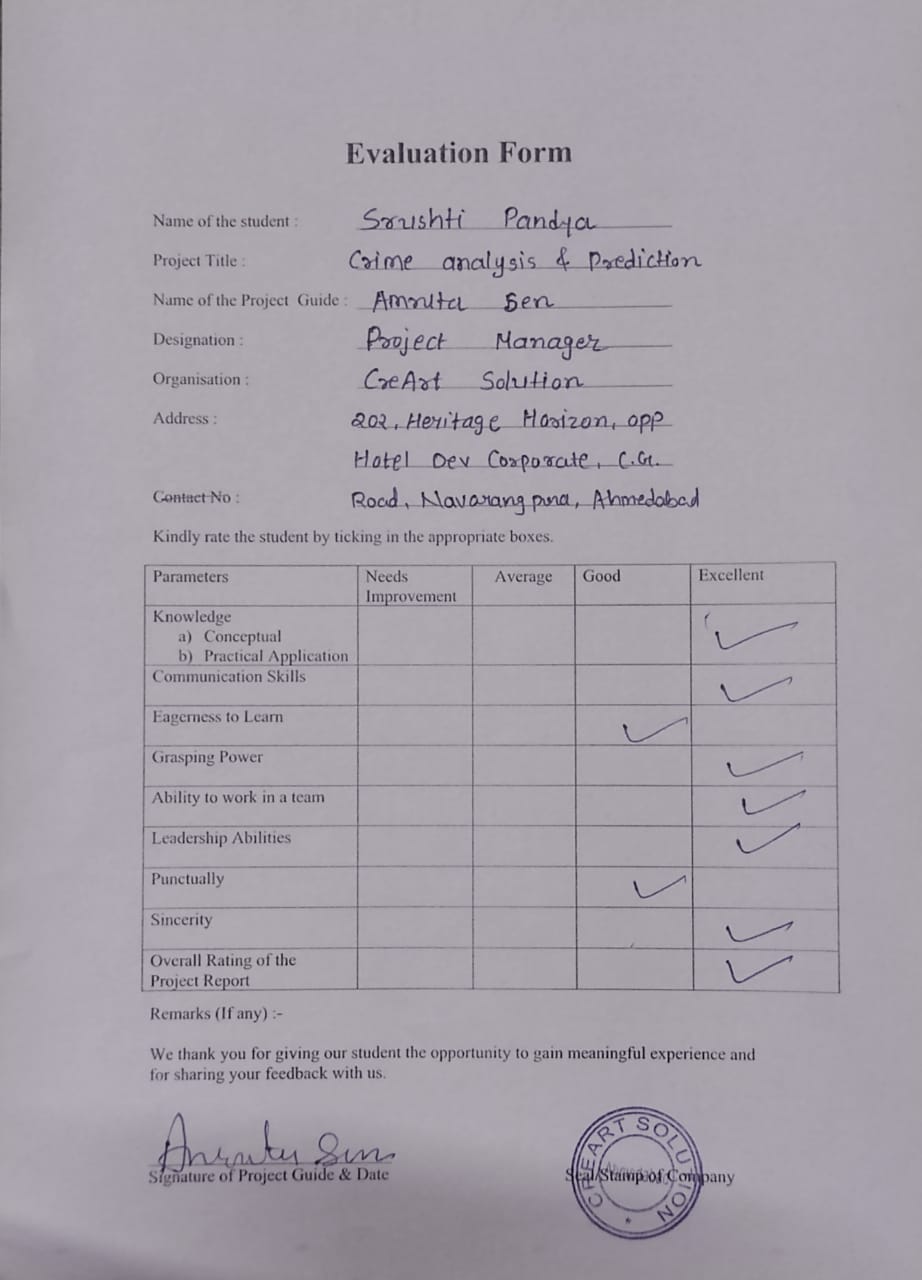 Evaluation Form
Name of the student : Srushti Pandya
Project Title : Crime analysis & Prediction
Name of the Project Guide : Amruta Sen
Designation : Project Manager
Organisation : CreArt Solution
Address : 202, Heritage Horizon, opp
Hotel Dev Corporate, C.G.
Contact No : Road, Navarangpura, Ahmedabad
Kindly rate the student by ticking in the appropriate boxes.
Parameters Needs Improvement Average Good Excellent
Knowledge ✓
a) Conceptual
b) Practical Application
Communication Skills ✓
Eagerness to Learn ✓
Grasping Power ✓
Ability to work in a team ✓
Leadership Abilities ✓
Punctually ✓
Sincerity ✓
Overall Rating of the
Project Report ✓
Remarks (If any) :-
We thank you for giving our student the opportunity to gain meaningful experience and
for sharing your feedback with us.
Amruta Sen
Signature of Project Guide & Date
Seal/Stamp of Company
CREART SOLUTION